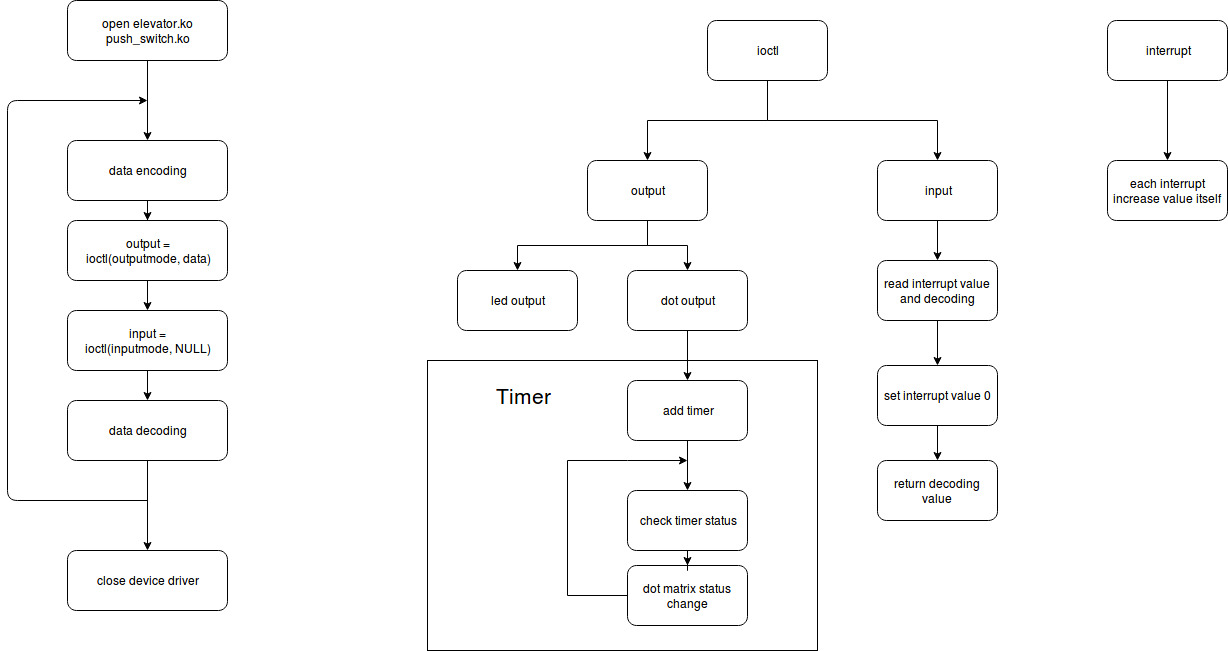 open elevator.ko
push_switch.ko
data encoding
output =
ioctl(outputmode, data)
input =
ioctl(inputmode, NULL)
data decoding
close device driver
ioctl
output
led output
dot output
Timer
add timer
check timer status
dot matrix status
change
input
read interrupt value
and decoding
set interrupt value 0
return decoding
value
interrupt
each interrupt
increase value itself